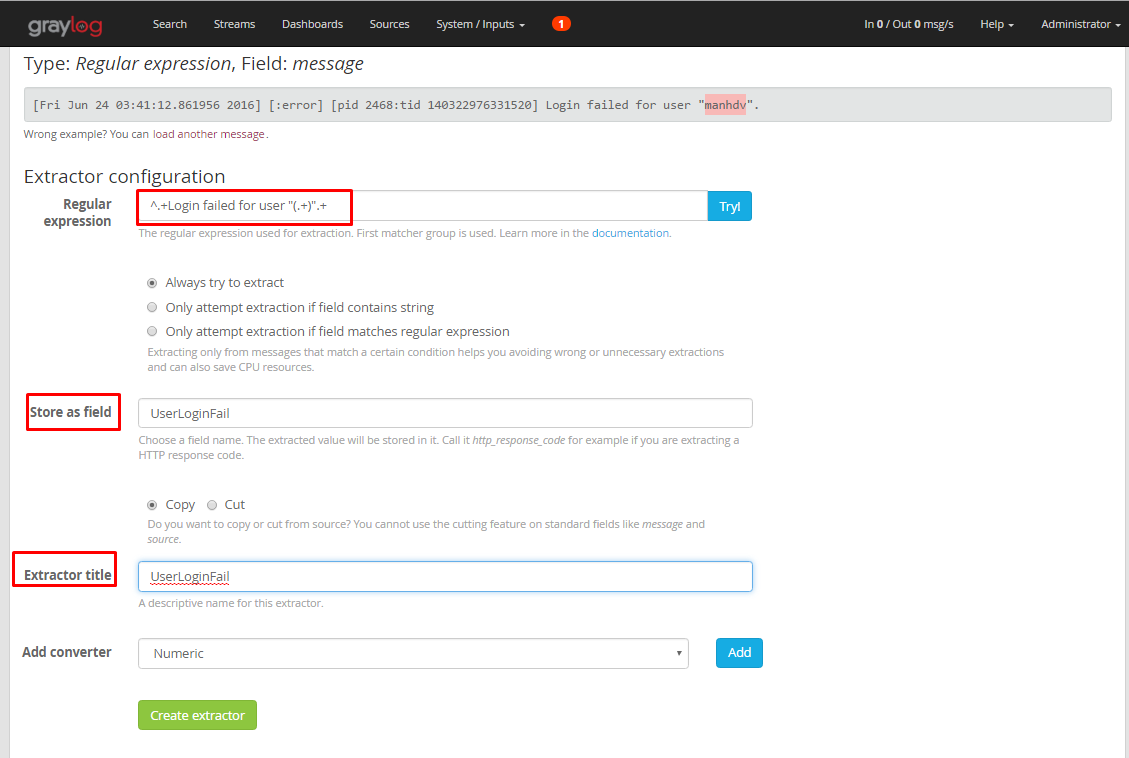 graylog Search Streams Dashboards Sources System / Inputs 1 In 0 / Out 0 msg/s Help Administrator
Type: Regular expression, Field: message
[Fri Jun 24 03:41:12.861956 2016] [:error] [pid 2468:tid 140322976331520] Login failed for user "manhdv".
Wrong example? You can load another message.
Extractor configuration
Regular
expression
^.+Login failed for user "(.+)".+
Try!
The regular expression used for extraction. First matcher group is used. Learn more in the documentation.
Always try to extract
Only attempt extraction if field contains string
Only attempt extraction if field matches regular expression
Extracting only from messages that match a certain condition helps you avoiding wrong or unnecessary extractions
and can also save CPU resources.
Store as field UserLoginFail
Choose a field name. The extracted value will be stored in it. Call it http_response_code for example if you are extracting a
HTTP response code.
Copy Cut
Do you want to copy or cut from source? You cannot use the cutting feature on standard fields like message and
source.
Extractor title UserLoginFail
A descriptive name for this extractor.
Add converter Numeric Add
Create extractor